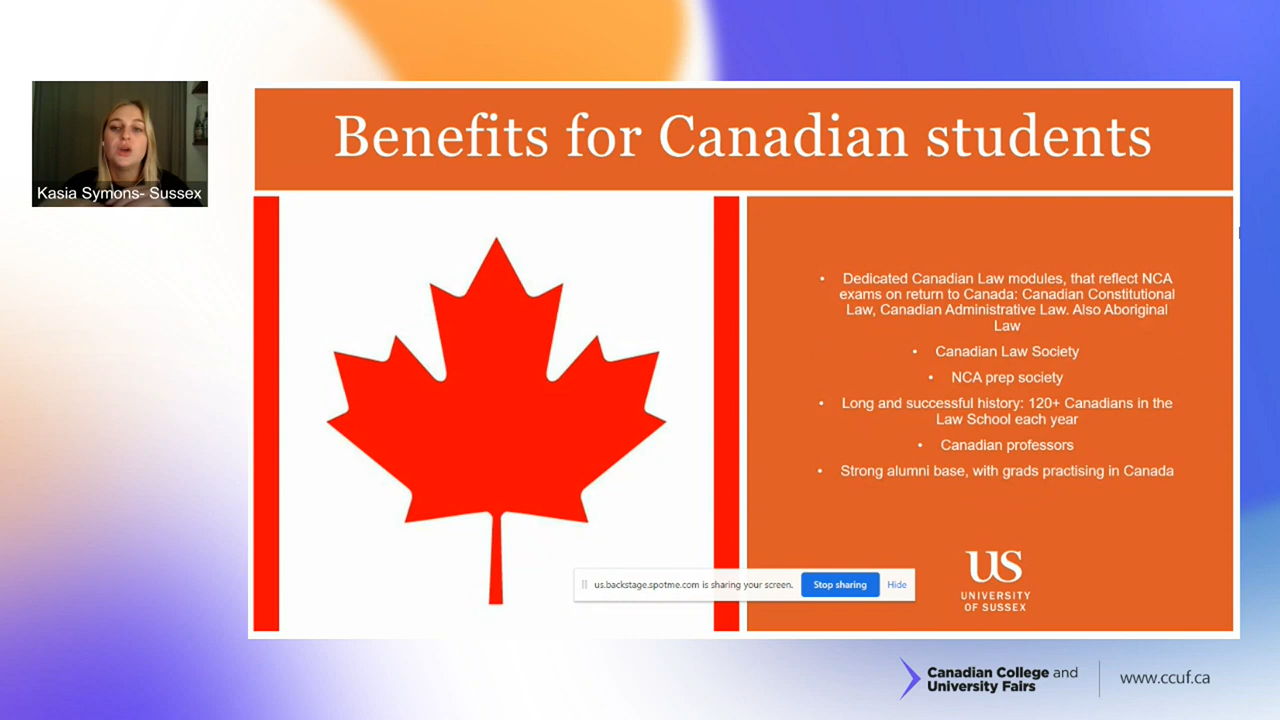 Benefits for Canadian students
Kasia Symons- Sussex
• Dedicated Canadian Law modules, that reflect NCA
exams on return to Canada: Canadian Constitutional
Law, Canadian Administrative Law. Also Aboriginal
Law
• Canadian Law Society
• NCA prep society
• Long and successful history: 120+ Canadians in the
Law School each year
• Canadian professors
• Strong alumni base, with grads practising in Canada
us.backstage.spotme.com is sharing your screen. Stop sharing Hide
US
UNIVERSITY
OF SUSSEX
Canadian College and
University Fairs
www.ccuf.ca